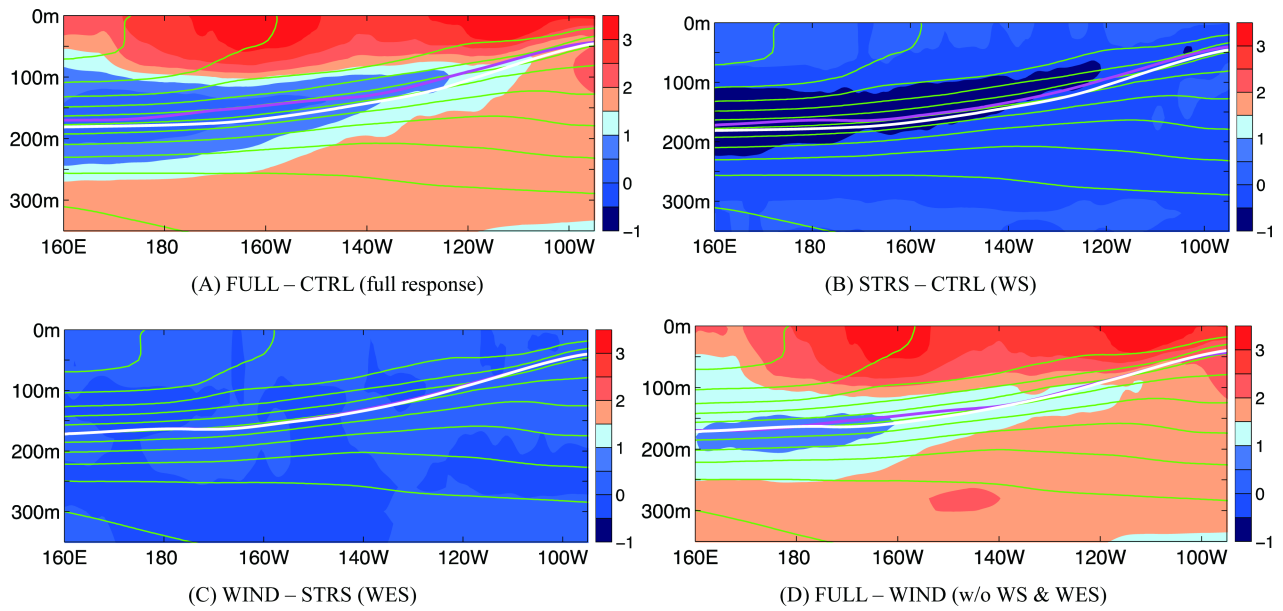 0m
100m
200m
300m
160E 180 160W 140W 120W 100W
3
2
1
0
−1
(A) FULL – CTRL (full response)
0m
100m
200m
300m
160E 180 160W 140W 120W 100W
3
2
1
0
−1
(B) STRS – CTRL (WS)
0m
100m
200m
300m
160E 180 160W 140W 120W 100W
3
2
1
0
−1
(C) WIND – STRS (WES)
0m
100m
200m
300m
160E 180 160W 140W 120W 100W
3
2
1
0
−1
(D) FULL – WIND (w/o WS & WES)